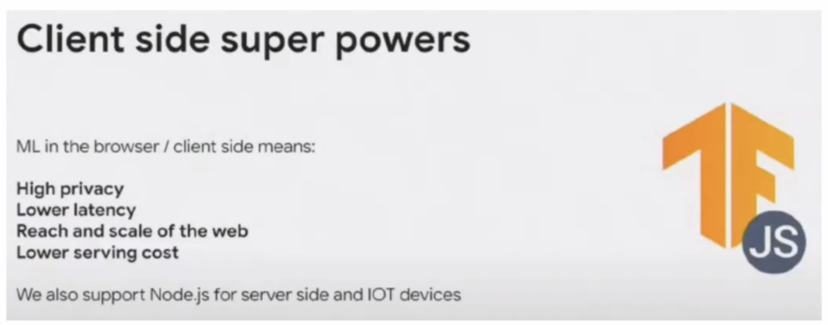 Client side super powers
ML in the browser / client side means:
High privacy
Lower latency
Reach and scale of the web
Lower serving cost
We also support Node.js for server side and IOT devices
TF
JS